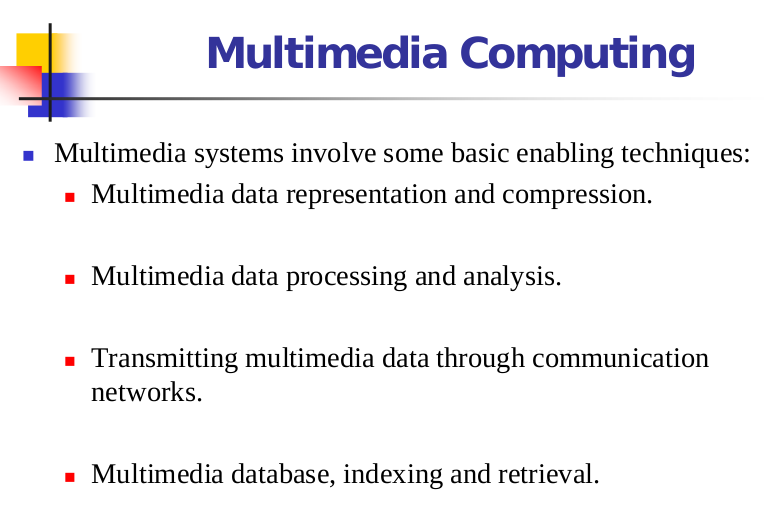 Multimedia Computing
Multimedia systems involve some basic enabling techniques:
Multimedia data representation and compression.
Multimedia data processing and analysis.
Transmitting multimedia data through communication
networks.
Multimedia database, indexing and retrieval.